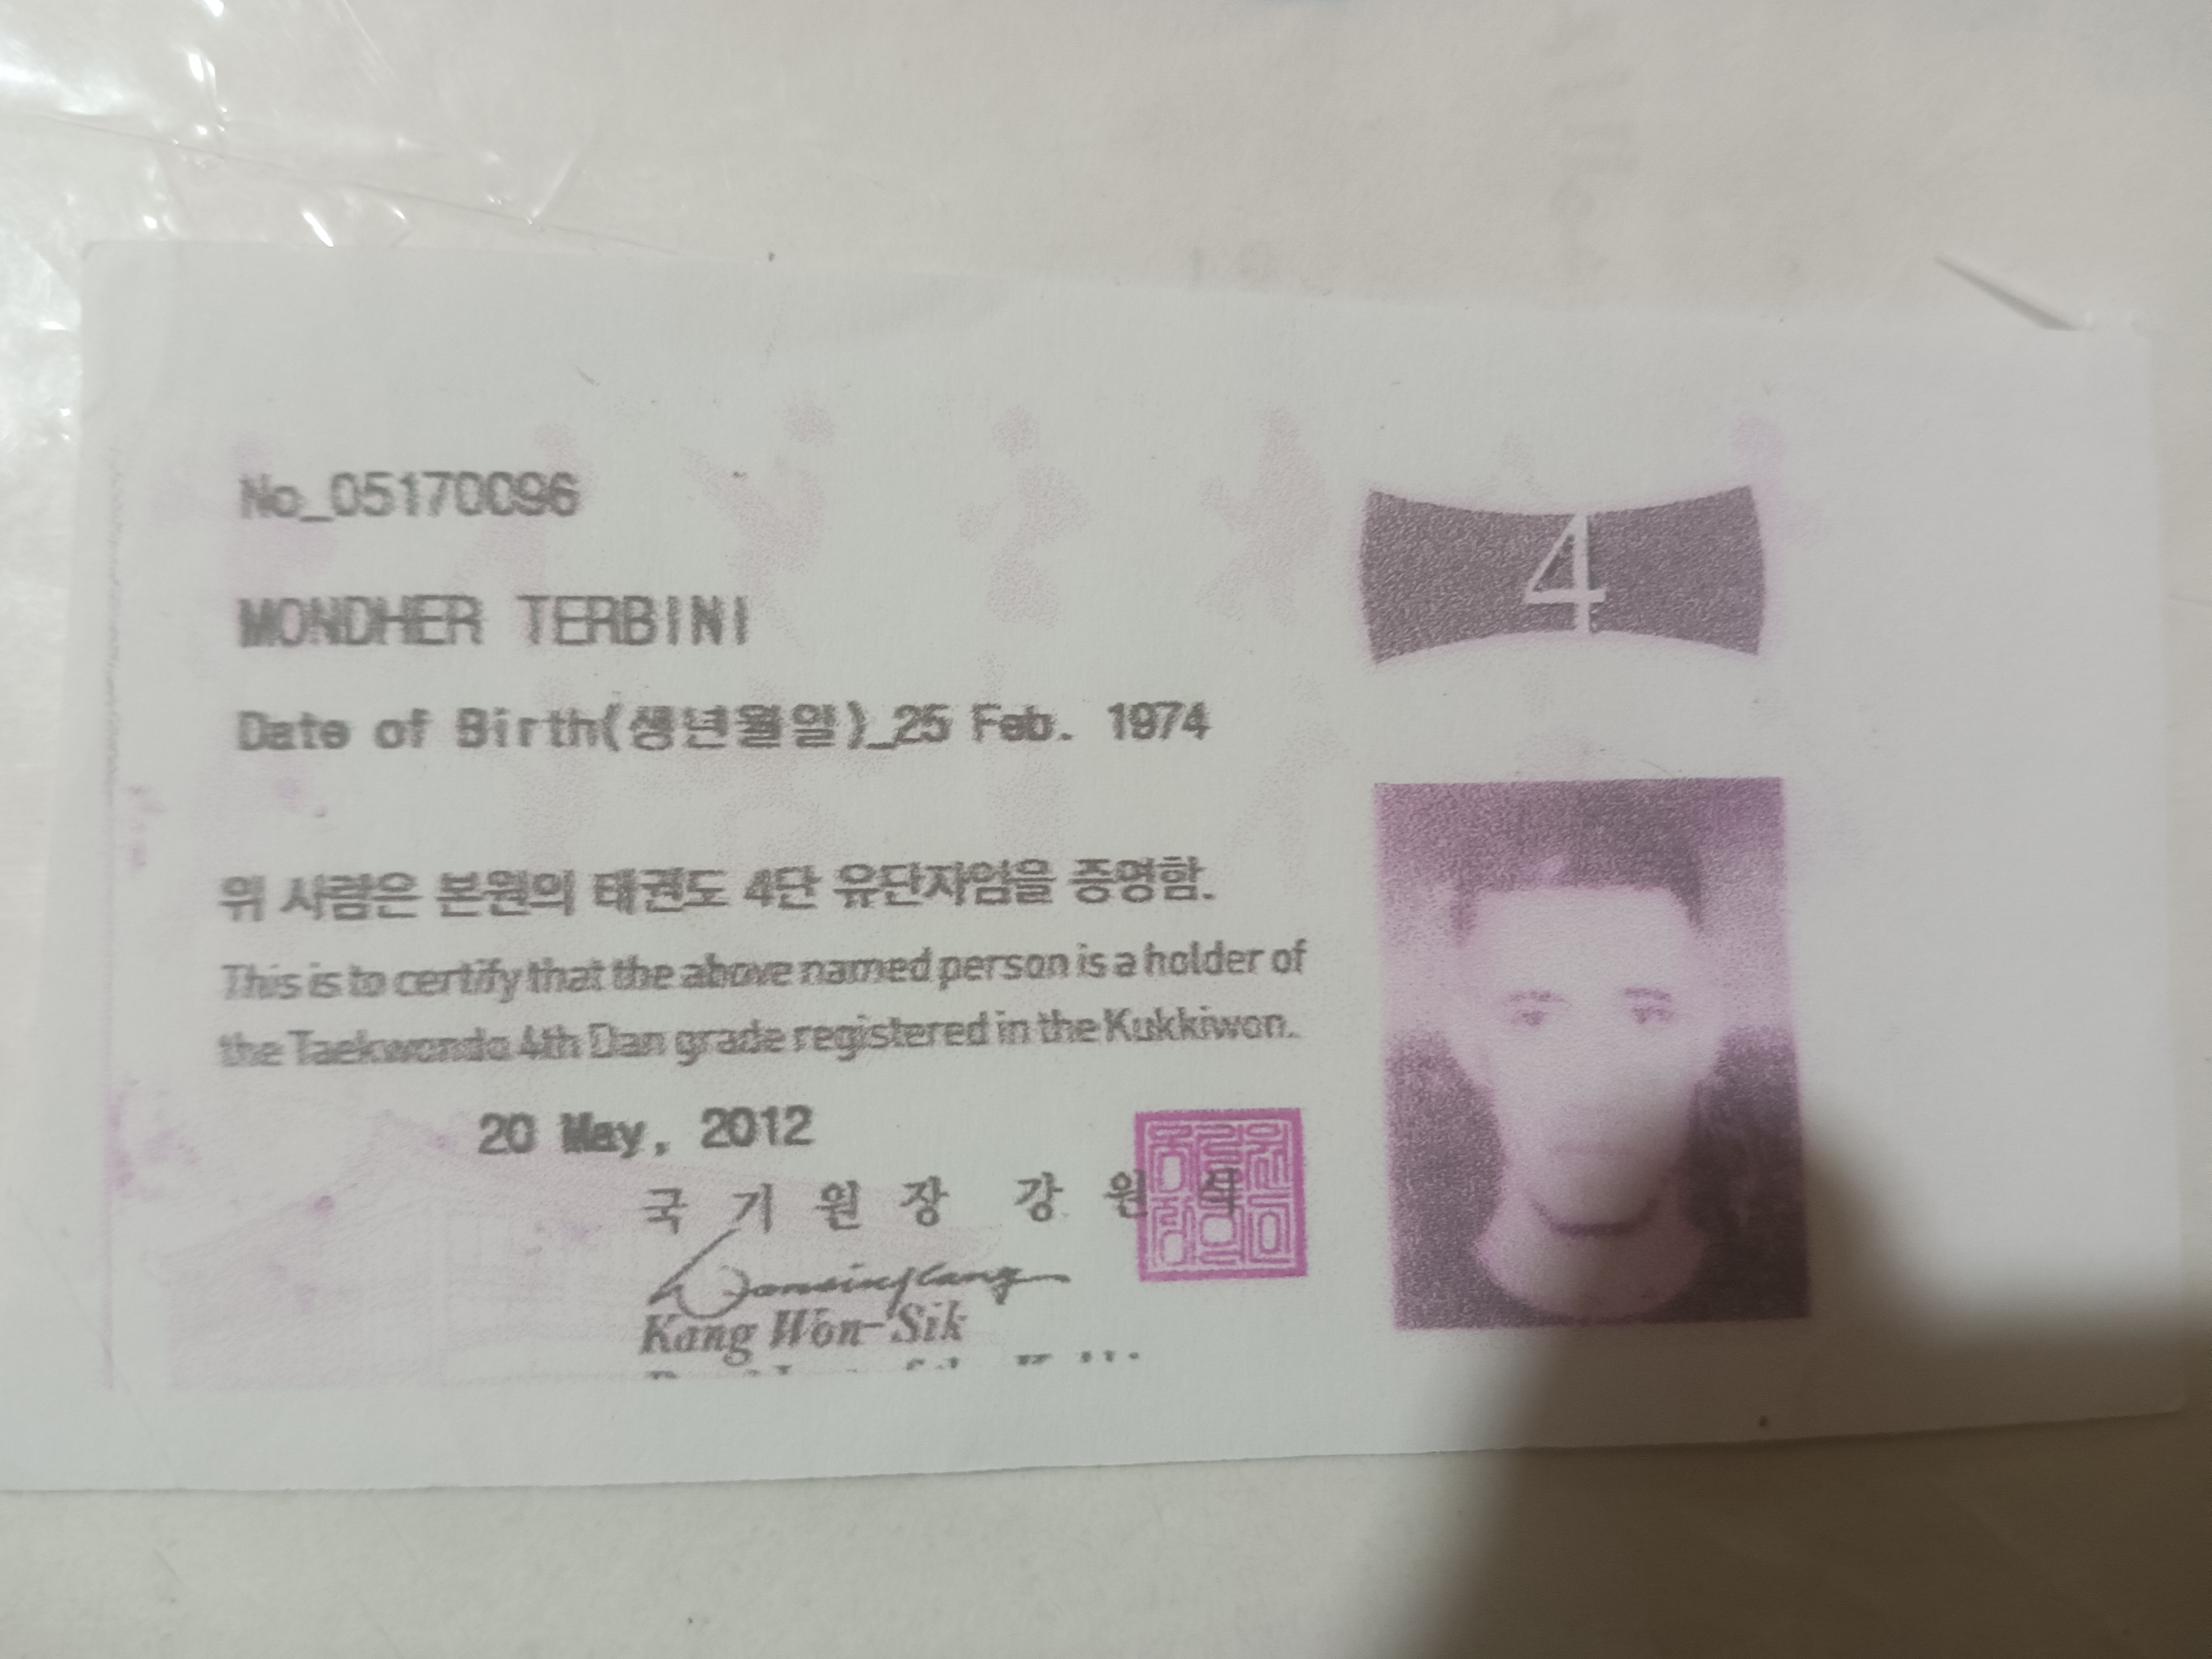 No_05170096
4
MONDHER TERBINI
Date of Birth(생년월일)_25 Feb. 1974
위 사람은 본원의 태권도 4단 유단자임을 증명함.
This is to certify that the above named person is a holder of
the Taekwondo 4th Dan grade registered in the Kukkiwon.
20 May, 2012
국 기 원 장 강 원 식
Kang Won-Sik